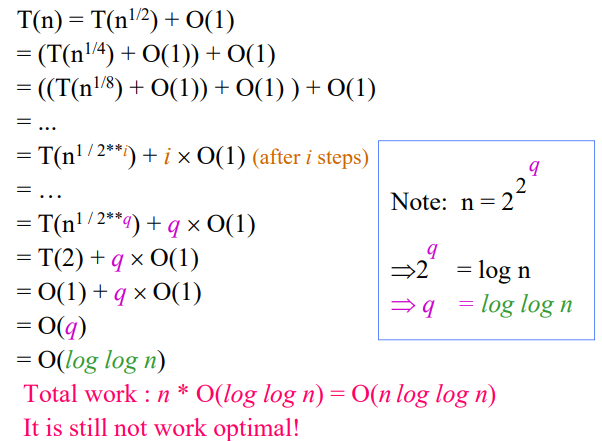 T(n) = T(n^1/2) + O(1)
= (T(n^1/4) + O(1)) + O(1)
= ((T(n^1/8) + O(1)) + O(1) ) + O(1)
= ...
= T(n^1 / 2**i) + i × O(1) (after i steps)
= …
= T(n^1 / 2**q) + q × O(1)
= T(2) + q × O(1)
= O(1) + q × O(1)
= O(q)
= O(log log n)
Note: n = 2^2^q
⇒2^q = log n
⇒ q = log log n
Total work : n * O(log log n) = O(n log log n)
It is still not work optimal!